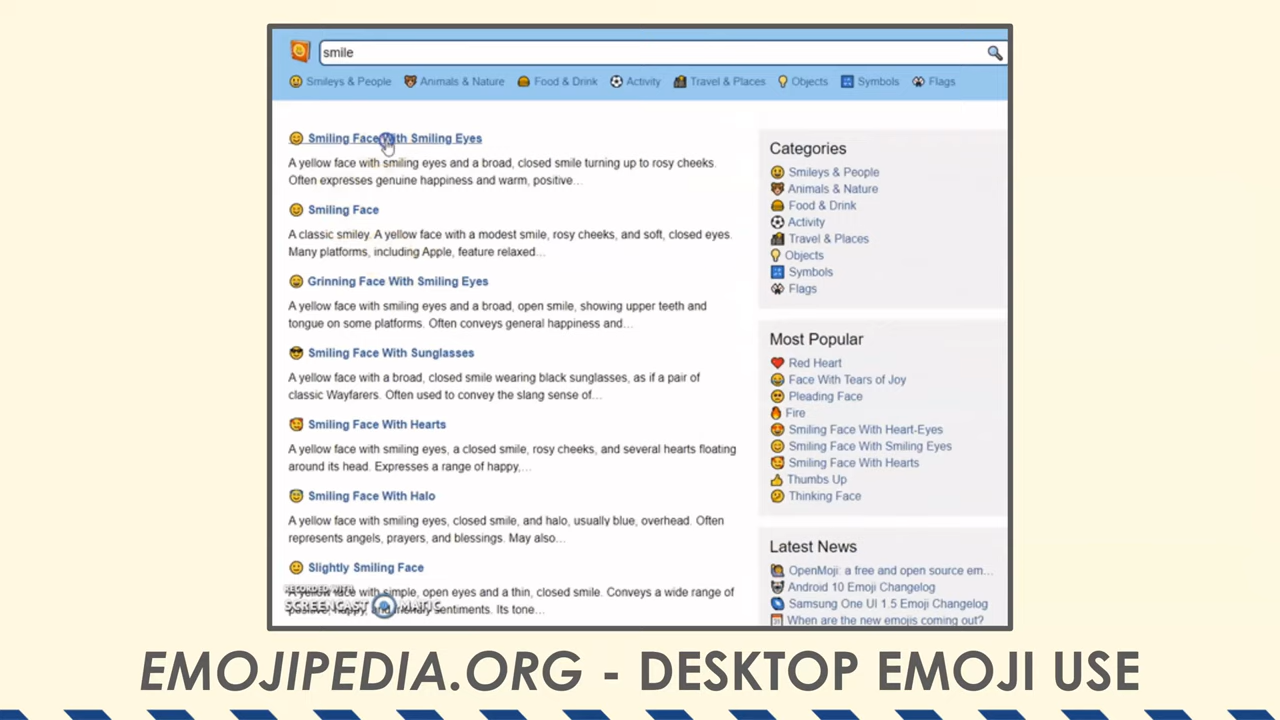 smile
Smileys & People Animals & Nature Food & Drink Activity Travel & Places Objects Symbols Flags
Smiling Face With Smiling Eyes
A yellow face with smiling eyes and a broad, closed smile turning up to rosy cheeks.
Often expresses genuine happiness and warm, positive…
Smiling Face
A classic smiley. A yellow face with a modest smile, rosy cheeks, and soft, closed eyes.
Many platforms, including Apple, feature relaxed…
Grinning Face With Smiling Eyes
A yellow face with smiling eyes and a broad, open smile, showing upper teeth and
tongue on some platforms. Often conveys general happiness and…
Smiling Face With Sunglasses
A yellow face with a broad, closed smile wearing black sunglasses, as if a pair of
classic Wayfarers. Often used to convey the slang sense of…
Smiling Face With Hearts
A yellow face with smiling eyes, a closed smile, rosy cheeks, and several hearts floating
around its head. Expresses a range of happy,…
Smiling Face With Halo
A yellow face with smiling eyes, closed smile, and halo, usually blue, overhead. Often
represents angels, prayers, and blessings. May also…
Slightly Smiling Face
A yellow face with simple, open eyes and a thin, closed smile. Conveys a wide range of
positive, happy, and friendly sentiments. Its tone…
RECORDED WITH
SCREENCAST MATIC
Categories
Smileys & People
Animals & Nature
Food & Drink
Activity
Travel & Places
Objects
Symbols
Flags
Most Popular
Red Heart
Face With Tears of Joy
Pleading Face
Fire
Smiling Face With Heart-Eyes
Smiling Face With Smiling Eyes
Smiling Face With Hearts
Thumbs Up
Thinking Face
Latest News
OpenMoji: a free and open source em…
Android 10 Emoji Changelog
Samsung One UI 1.5 Emoji Changelog
When are the new emojis coming out?
EMOJIPEDIA.ORG - DESKTOP EMOJI USE